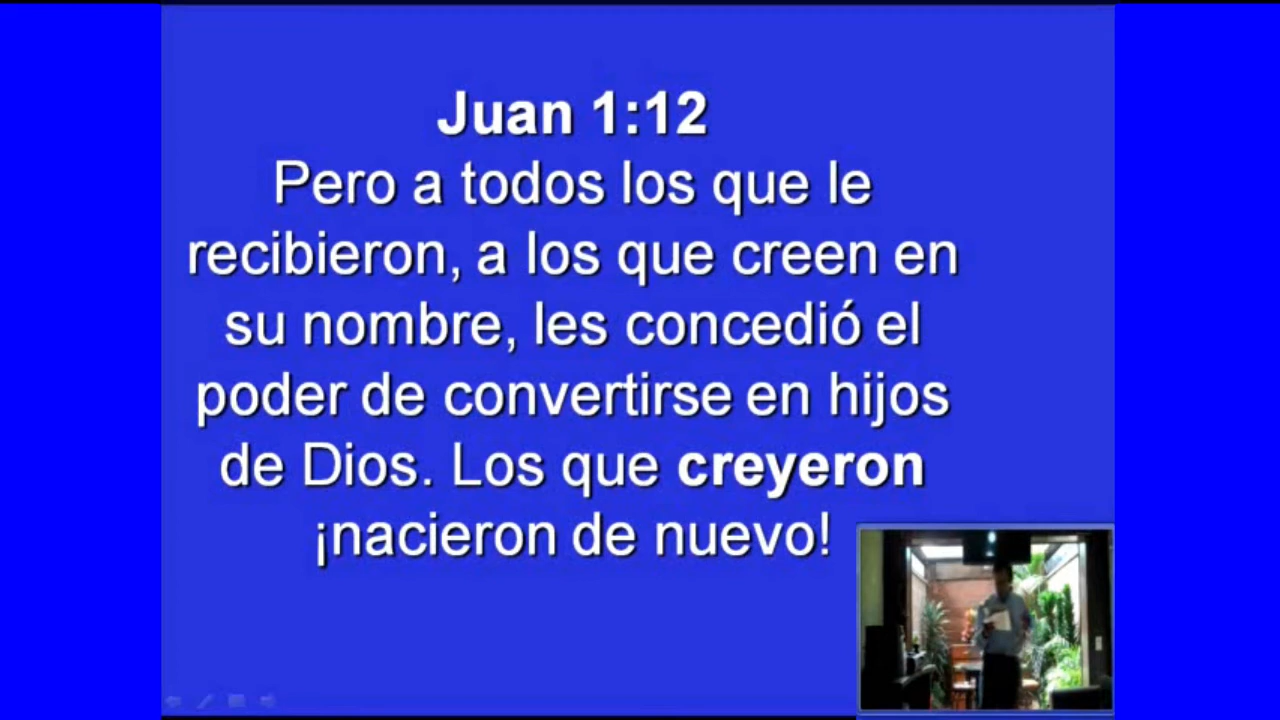 Juan 1:12
Pero a todos los que le
recibieron, a los que creen en
su nombre, les concedió el
poder de convertirse en hijos
de Dios. Los que creyeron
¡nacieron de nuevo!